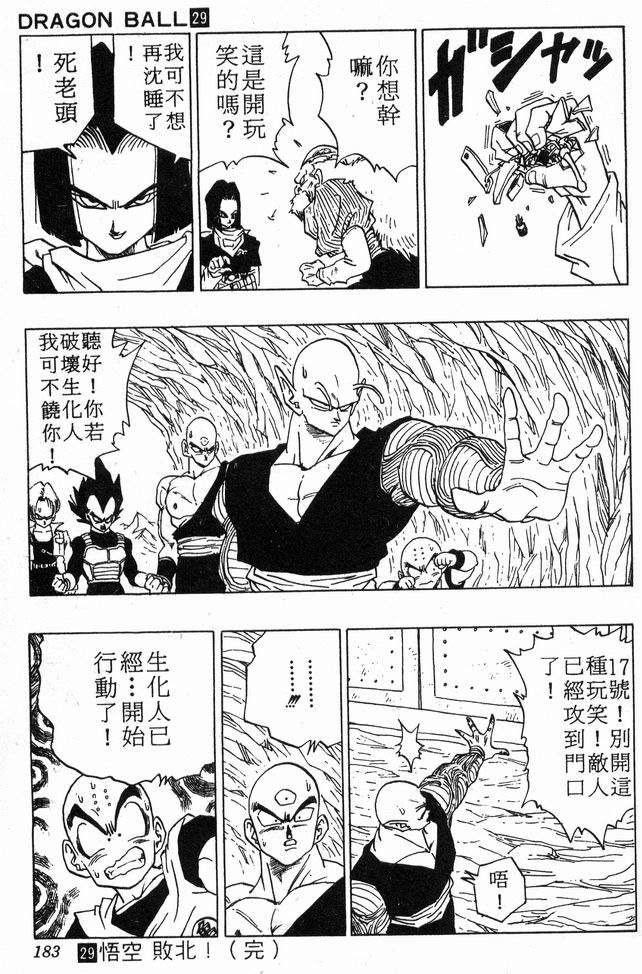 DRAGON BALL 29
ガシャッ
你想幹
嘛？
這是開玩
笑的嗎？
我可不想
再沈睡了
！
死老頭
！
聽好！你若
破壞生化人
我可不饒你！
17號！別開這
種玩笑！敵人
已經攻到門口
了！
唔！
……!!!
生化人已
經…開始
行動了！
183
29 悟空 敗北！（完）